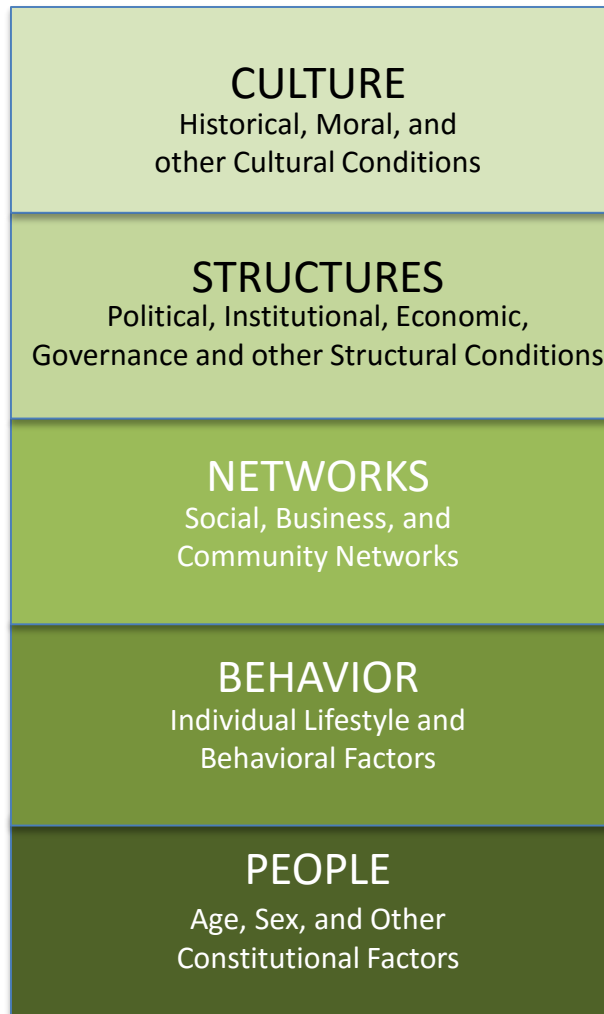 CULTURE
Historical, Moral, and
other Cultural Conditions
STRUCTURES
Political, Institutional, Economic,
Governance and other Structural Conditions
NETWORKS
Social, Business, and
Community Networks
BEHAVIOR
Individual Lifestyle and
Behavioral Factors
PEOPLE
Age, Sex, and Other
Constitutional Factors